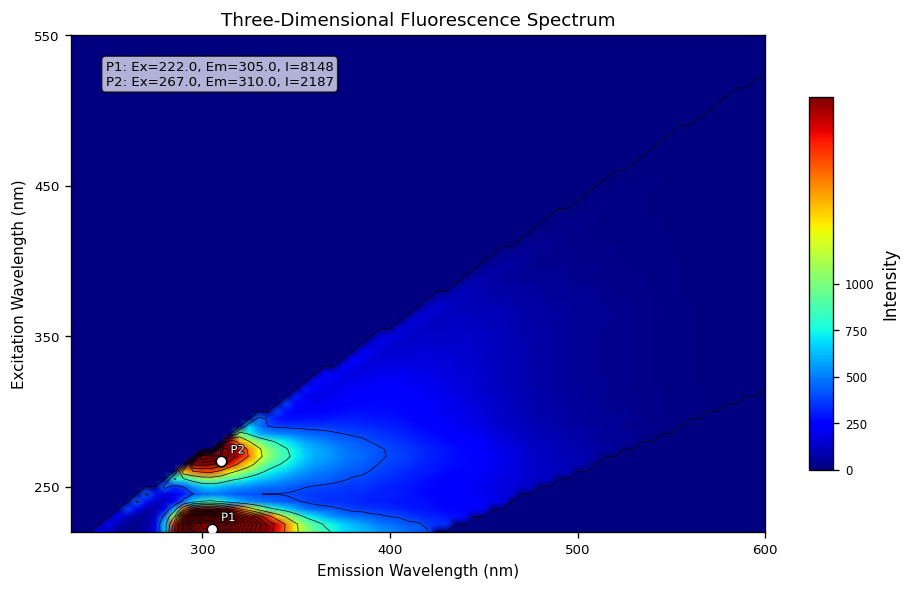 Three-Dimensional Fluorescence Spectrum
550
450
350
250
Excitation Wavelength (nm)
P1: Ex=222.0, Em=305.0, I=8148
P2: Ex=267.0, Em=310.0, I=2187
P2
P1
300
400
500
600
Emission Wavelength (nm)
1000
750
500
250
0
Intensity